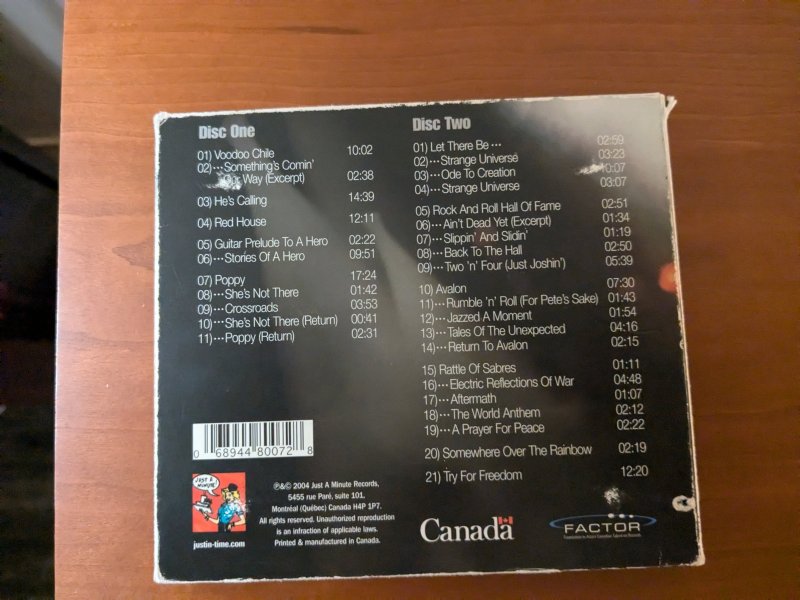 Disc One
01) Voodoo Chile 10:02
02)···Something's Comin'
Our Way (Excerpt) 02:38
03) He's Calling 14:39
04) Red House 12:11
05) Guitar Prelude To A Hero 02:22
06)···Stories Of A Hero 09:51
07) Poppy 17:24
08)···She's Not There 01:42
09)···Crossroads 03:53
10)···She's Not There (Return) 00:41
11)···Poppy (Return) 02:31
Disc Two
01) Let There Be ··· 02:59
02)···Strange Universe 03:23
03)···Ode To Creation 10:07
04)···Strange Universe 03:07
05) Rock And Roll Hall Of Fame 02:51
06)···Ain't Dead Yet (Excerpt) 01:34
07)···Slippin' And Slidin' 01:19
08)···Back To The Hall 02:50
09)···Two 'n' Four (Just Joshin') 05:39
10) Avalon 07:30
11)···Rumble 'n' Roll (For Pete's Sake) 01:43
12)···Jazzed A Moment 01:54
13)···Tales Of The Unexpected 04:16
14)···Return To Avalon 02:15
15) Rattle Of Sabres 01:11
16)···Electric Reflections Of War 04:48
17)···Aftermath 01:07
18)···The World Anthem 02:12
19)···A Prayer For Peace 02:22
20) Somewhere Over The Rainbow 02:19
21) Try For Freedom 12:20
0 68944 80072 8
JUST A
MINUTE!
justin-time.com
℗&© 2004 Just A Minute Records,
5455 rue Paré, suite 101,
Montréal (Québec) Canada H4P 1P7.
All rights reserved. Unauthorized reproduction
is an infraction of applicable laws.
Printed & manufactured in Canada.
Canada
FACTOR